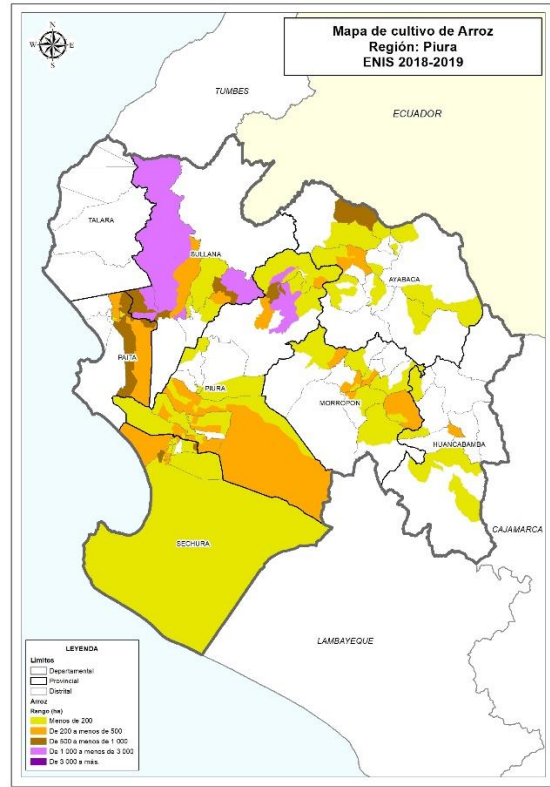 Mapa de cultivo de Arroz
Región: Piura
ENIS 2018-2019
N
W E
S
TUMBES
ECUADOR
TALARA
SULLANA
AYABACA
PAITA
PIURA
MORROPON
HUANCABAMBA
SECHURA
CAJAMARCA
LAMBAYEQUE
LEYENDA
Límites
Departamental
Provincial
Distrital
Arroz
Rango (ha)
Menos de 200
De 200 a menos de 500
De 500 a menos de 1 000
De 1 000 a menos de 3 000
De 3 000 a más.